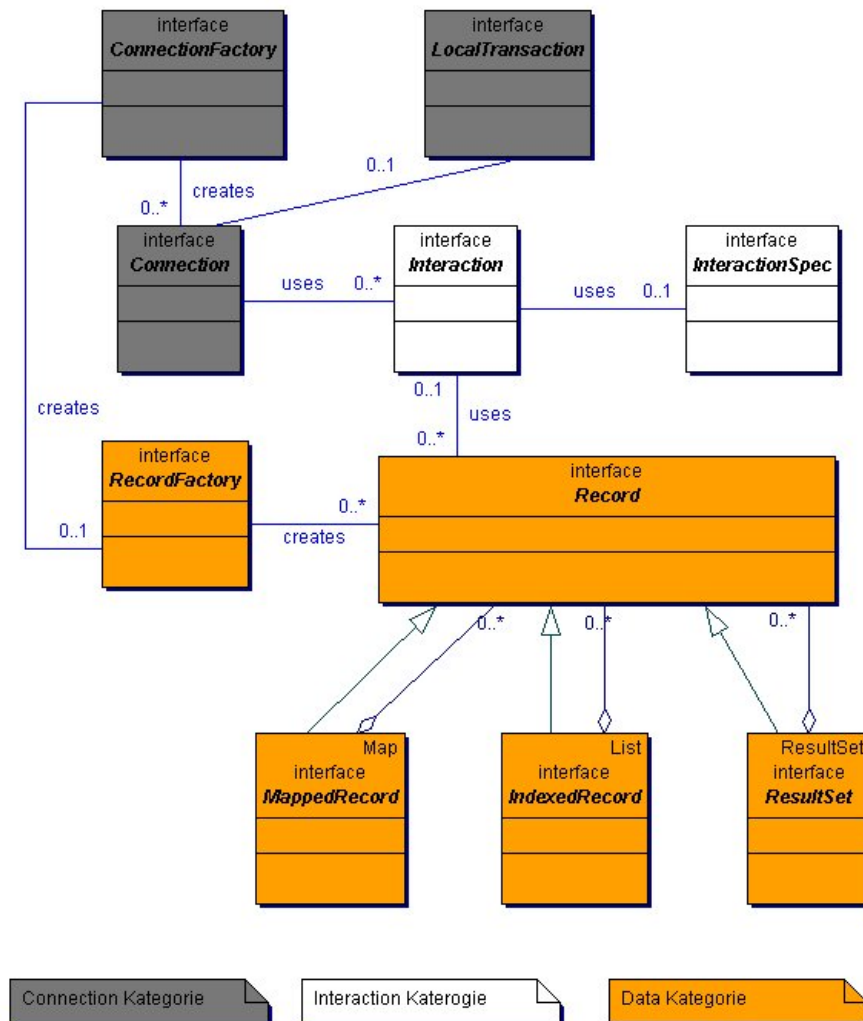 interface
ConnectionFactory
interface
LocalTransaction
0..1
creates
0..*
interface
Connection
interface
Interaction
interface
InteractionSpec
uses
0..*
uses
0..1
0..1
uses
0..*
creates
interface
RecordFactory
interface
Record
0..*
0..1
creates
0..*
0..*
0..*
Map
interface
MappedRecord
List
interface
IndexedRecord
ResultSet
interface
ResultSet
Connection Kategorie
Interaction Katerogie
Data Kategorie